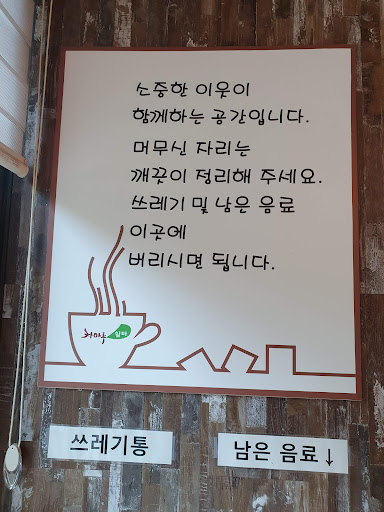 소중한 이웃이
함께하는 공간입니다.
머무신 자리는
깨끗이 정리해 주세요.
쓰레기 및 남은 음료
이곳에
버리시면 됩니다.
쓰레기통
남은 음료↓